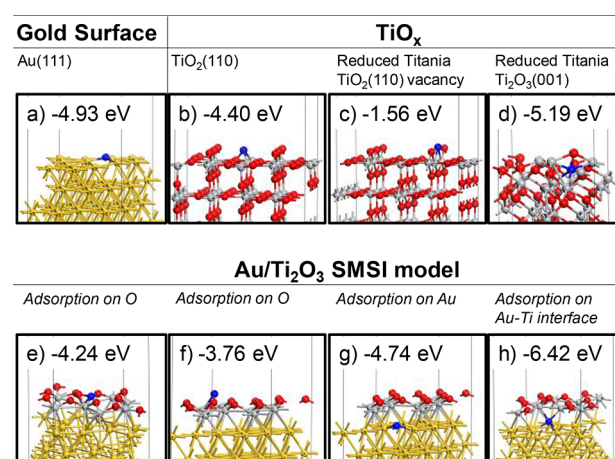 Gold Surface TiOₓ
Au(111) TiO₂(110) Reduced Titania Reduced Titania
TiO₂(110) vacancy Ti₂O₃(001)
a) -4.93 eV b) -4.40 eV c) -1.56 eV d) -5.19 eV
Au/Ti₂O₃ SMSI model
Adsorption on O Adsorption on O Adsorption on Au Adsorption on
Au-Ti interface
e) -4.24 eV f) -3.76 eV g) -4.74 eV h) -6.42 eV